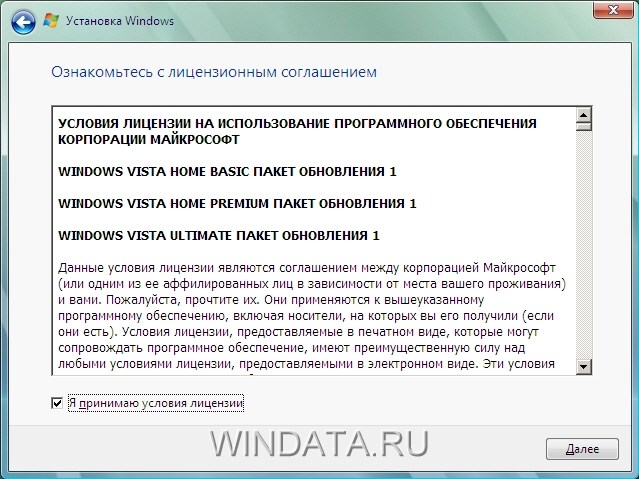 Установка Windows
Ознакомьтесь с лицензионным соглашением
УСЛОВИЯ ЛИЦЕНЗИИ НА ИСПОЛЬЗОВАНИЕ ПРОГРАММНОГО ОБЕСПЕЧЕНИЯ
КОРПОРАЦИИ МАЙКРОСОФТ
WINDOWS VISTA HOME BASIC ПАКЕТ ОБНОВЛЕНИЯ 1
WINDOWS VISTA HOME PREMIUM ПАКЕТ ОБНОВЛЕНИЯ 1
WINDOWS VISTA ULTIMATE ПАКЕТ ОБНОВЛЕНИЯ 1
Данные условия лицензии являются соглашением между корпорацией Майкрософт
(или одним из ее аффилированных лиц в зависимости от места вашего проживания)
и вами. Пожалуйста, прочтите их. Они применяются к вышеуказанному
программному обеспечению, включая носители, на которых вы его получили (если
они есть). Условия лицензии, предоставляемые в печатном виде, которые могут
сопровождать программное обеспечение, имеют преимущественную силу над
любыми условиями лицензии, предоставляемыми в электронном виде. Эти условия
Я принимаю условия лицензии
WINDATA.RU
Далее